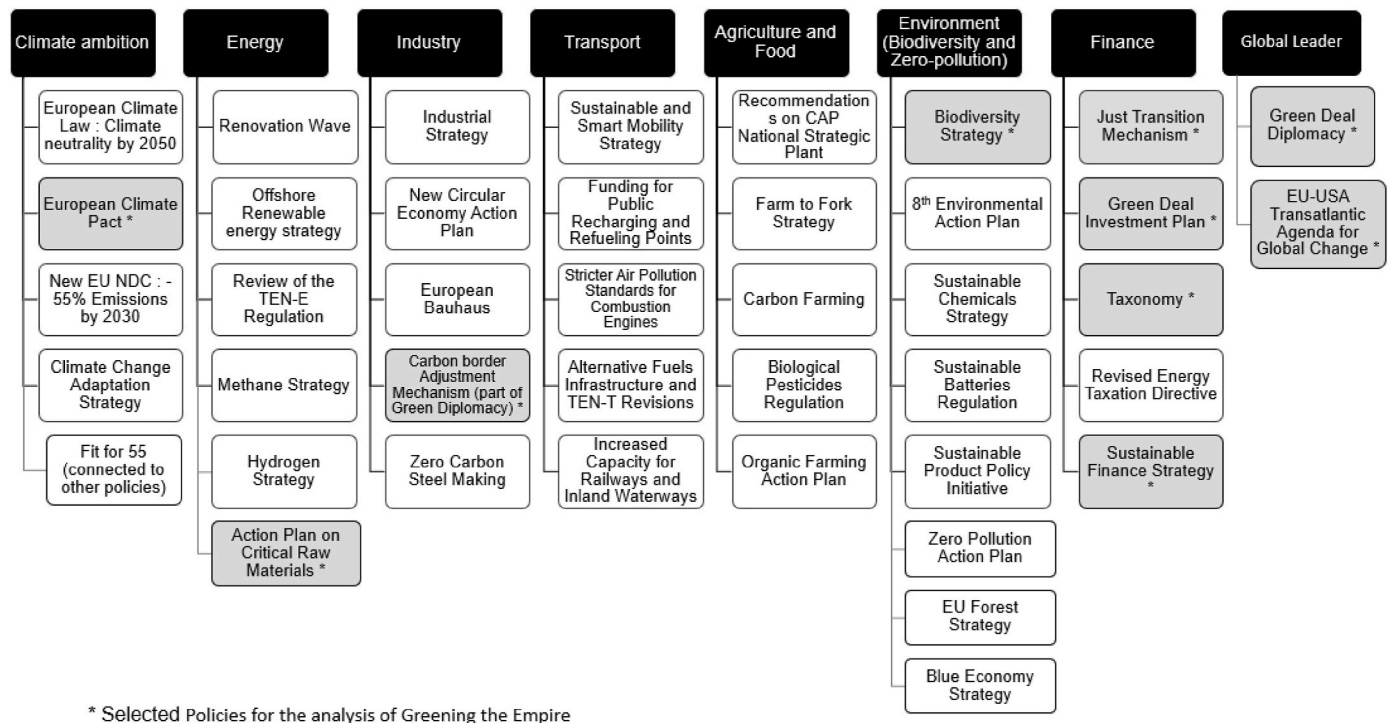 Climate ambition
European Climate
Law : Climate
neutrality by 2050
European Climate
Pact *
New EU NDC : -
55% Emissions
by 2030
Climate Change
Adaptation
Strategy
Fit for 55
(connected to
other policies)
Energy
Renovation Wave
Offshore
Renewable
energy strategy
Review of the
TEN-E
Regulation
Methane Strategy
Hydrogen
Strategy
Action Plan on
Critical Raw
Materials *
Industry
Industrial
Strategy
New Circular
Economy Action
Plan
European
Bauhaus
Carbon border
Adjustment
Mechanism (part of
Green Diplomacy) *
Zero Carbon
Steel Making
Transport
Sustainable and
Smart Mobility
Strategy
Funding for
Public
Recharging and
Refueling Points
Stricter Air Pollution
Standards for
Combustion
Engines
Alternative Fuels
Infrastructure and
TEN-T Revisions
Increased
Capacity for
Railways and
Inland Waterways
Agriculture and
Food
Recommendation
s on CAP
National Strategic
Plant
Farm to Fork
Strategy
Carbon Farming
Biological
Pesticides
Regulation
Organic Farming
Action Plan
Environment
(Biodiversity and
Zero-pollution)
Biodiversity
Strategy *
8th Environmental
Action Plan
Sustainable
Chemicals
Strategy
Sustainable
Batteries
Regulation
Sustainable
Product Policy
Initiative
Zero Pollution
Action Plan
EU Forest
Strategy
Blue Economy
Strategy
Finance
Just Transition
Mechanism *
Green Deal
Investment Plan *
Taxonomy *
Revised Energy
Taxation Directive
Sustainable
Finance Strategy
*
Global Leader
Green Deal
Diplomacy *
EU-USA
Transatlantic
Agenda for
Global Change *
* Selected Policies for the analysis of Greening the Empire